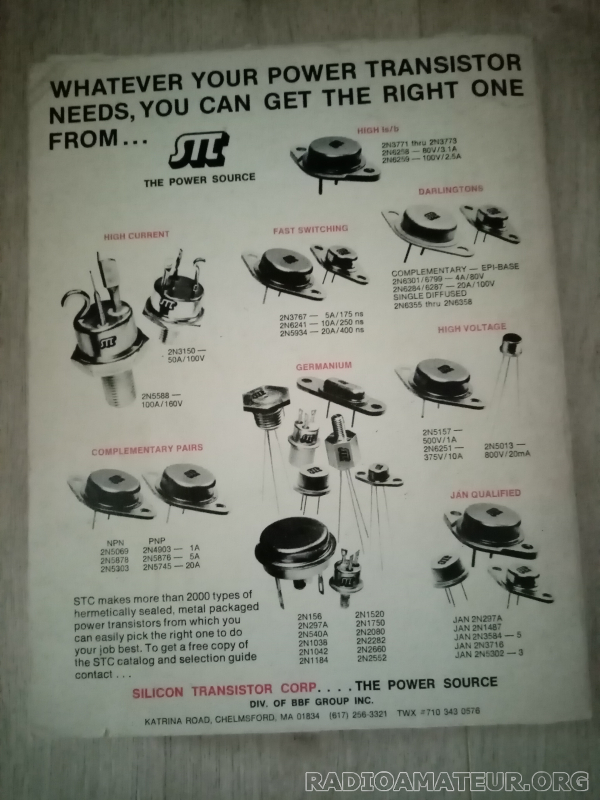 WHATEVER YOUR POWER TRANSISTOR
NEEDS, YOU CAN GET THE RIGHT ONE
FROM...
STC
THE POWER SOURCE
HIGH Is/b
2N3771 thru 2N3773
2N6258 — 80V/3.1A
2N6259 — 100V/2.5A
DARLINGTONS
COMPLEMENTARY — EPI-BASE
2N6301/6799 — 4A/80V
2N6284/6287 — 20A/100V
SINGLE DIFFUSED
2N6355 thru 2N6358
HIGH CURRENT
STC
STC
2N3150 —
50A/100V
2N5588 —
100A/160V
FAST SWITCHING
2N3767 — 5A/175 ns
2N6241 — 10A/250 ns
2N5934 — 20A/400 ns
HIGH VOLTAGE
2N5157 —
500V/1A
2N6251 —
375V/10A
2N5013 —
800V/20mA
GERMANIUM
2N156
2N297A
2N540A
2N1038
2N1042
2N1184
2N1520
2N1750
2N2080
2N2282
2N2660
2N2552
COMPLEMENTARY PAIRS
NPN PNP
2N5069 2N4903 — 1A
2N5878 2N5876 — 5A
2N5303 2N5745 — 20A
JAN QUALIFIED
JAN 2N297A
JAN 2N1487
JAN 2N3584 — 5
JAN 2N3716
JAN 2N5302 — 3
STC makes more than 2000 types of
hermetically sealed, metal packaged
power transistors from which you
can easily pick the right one to do
your job best. To get a free copy of
the STC catalog and selection guide
contact ...
SILICON TRANSISTOR CORP.... THE POWER SOURCE
DIV. OF BBF GROUP INC.
KATRINA ROAD, CHELMSFORD, MA 01834 (617) 256-3321 TWX #710 343 0576
RADIOAMATEUR.ORG